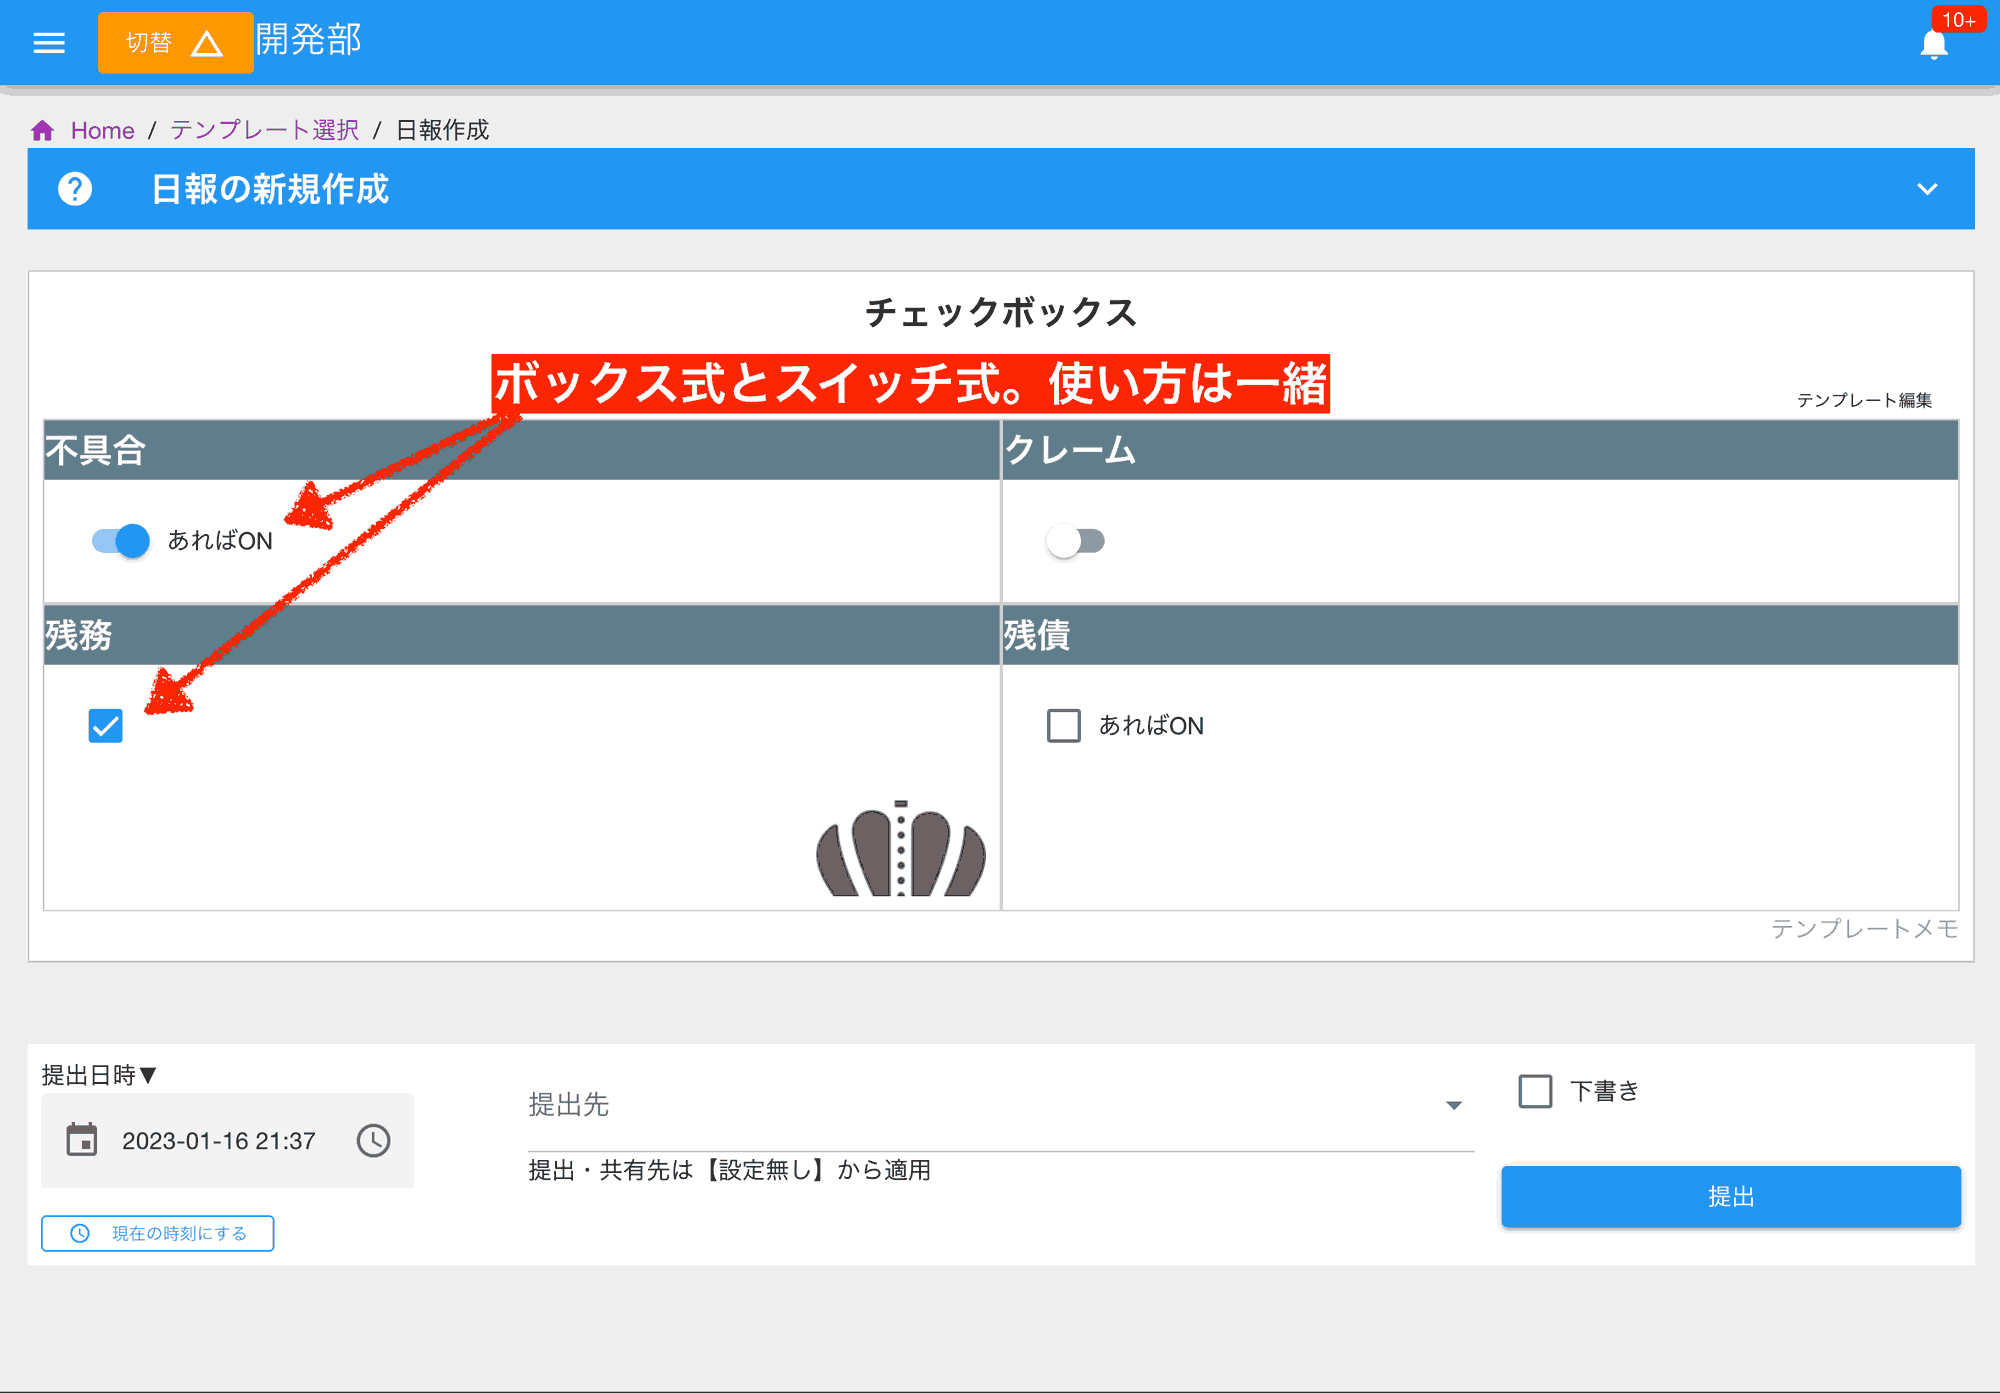 切替 開発部
10+
Home / テンプレート選択 / 日報作成
日報の新規作成
チェックボックス
ボックス式とスイッチ式。使い方は一緒
テンプレート編集
不具合
クレーム
あればON
残務
残債
あればON
テンプレートメモ
提出日時▼
2023-01-16 21:37
現在の時刻にする
提出先
提出・共有先は【設定無し】から適用
下書き
提出